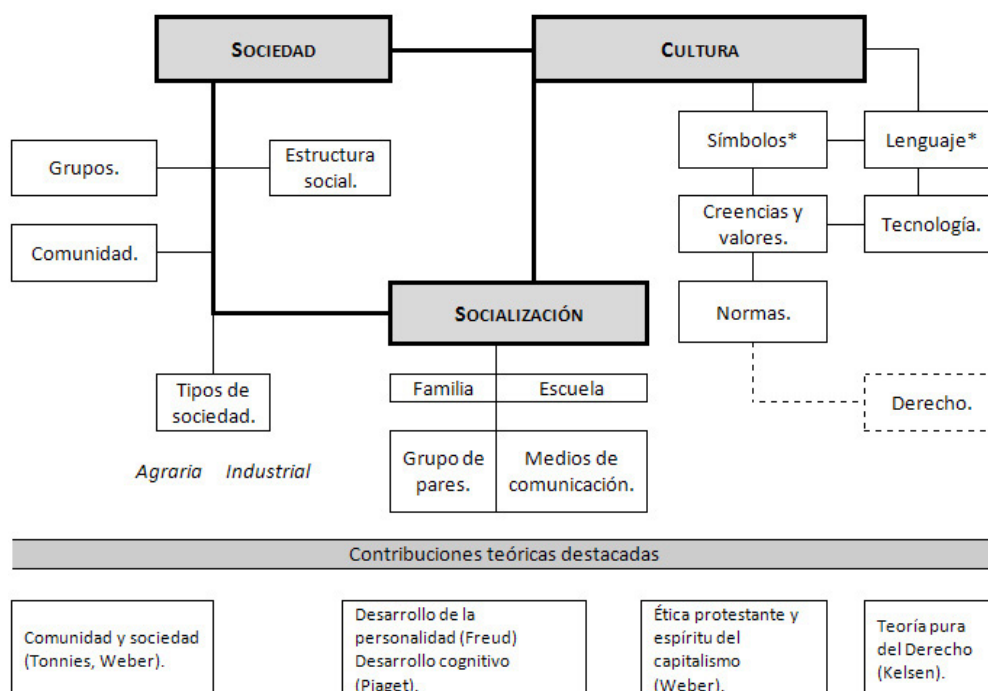 SOCIEDAD
CULTURA
Símbolos*
Lenguaje*
Grupos.
Estructura
social.
Creencias y
valores.
Tecnología.
Comunidad.
SOCIALIZACIÓN
Normas.
Tipos de
sociedad.
Familia
Escuela
Derecho.
Agraria Industrial
Grupo de
pares.
Medios de
comunicación.
Contribuciones teóricas destacadas
Comunidad y sociedad
(Tonnies, Weber).
Desarrollo de la
personalidad (Freud)
Desarrollo cognitivo
(Piaget).
Ética protestante y
espíritu del
capitalismo
(Weber).
Teoría pura
del Derecho
(Kelsen).